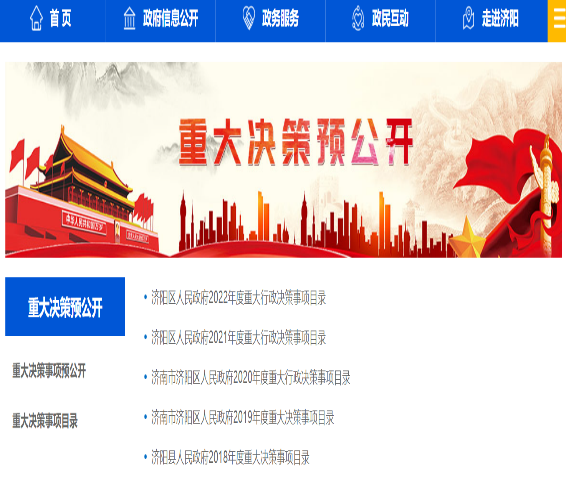 首 页 政府信息公开 政务服务 政民互动 走进济阳
重大决策预公开
重大决策预公开
济阳区人民政府2022年度重大行政决策事项目录
济阳区人民政府2021年度重大行政决策事项目录
重大决策事项预公开
济南市济阳区人民政府2020年度重大行政决策事项目录
重大决策事项目录
济南市济阳区人民政府2019年度重大决策事项目录
济阳县人民政府2018年度重大决策事项目录